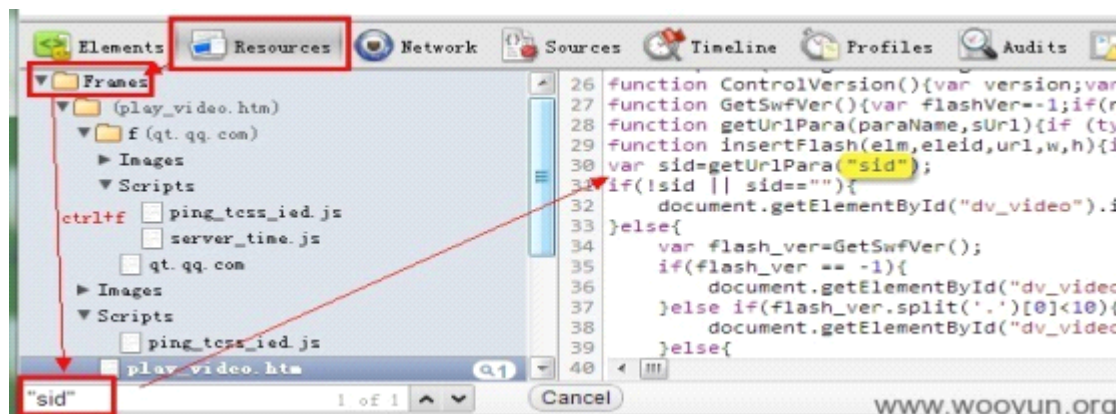 Elements Resources Network Sources Timeline Profiles Audits
Frames
(play_video.htm)
f (qt.qq.com)
Images
Scripts
ctrl+f
ping_tcss_ied.js
server_time.js
qt.qq.com
Images
Scripts
ping_tcss_ied.js
play_video.htm 1
"sid" 1 of 1 Cancel
26 function ControlVersion(){var version;var
27 function GetSwfVer(){var flashVer=-1;if(
28 function getUrlPara(paraName,sUrl){if (ty
29 function insertFlash(elm,eleid,url,w,h){i
30 var sid=getUrlPara("sid");
31 if(!sid || sid==""){
32 document.getElementById("dv_video").i
33 }else{
34 var flash_ver=GetSwfVer();
35 if(flash_ver == -1){
36 document.getElementById("dv_video
37 }else if(flash_ver.split('.')[0]<10){
38 document.getElementById("dv_video
39 }else{
40
www.wooyun.org